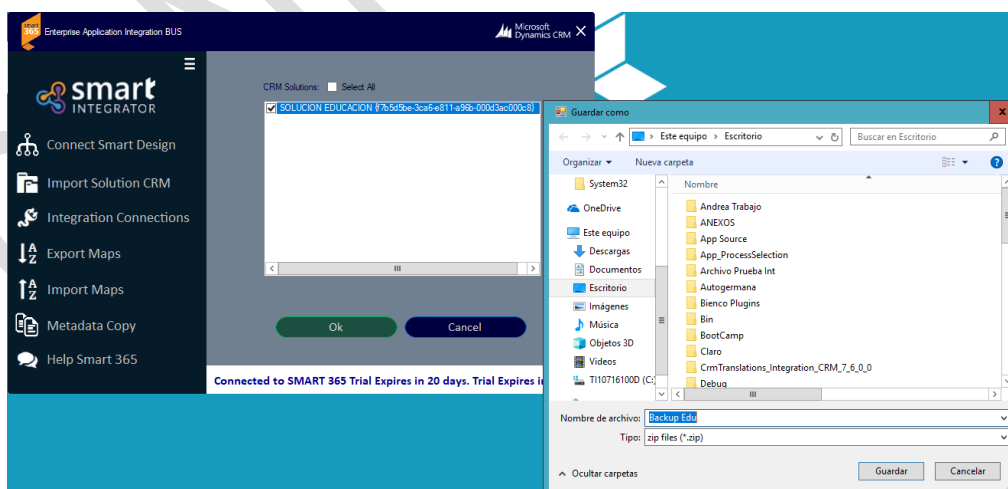 smart
365
Enterprise Application Integration BUS
Microsoft
Dynamics CRM
smart
INTEGRATOR
Connect Smart Design
Import Solution CRM
Integration Connections
Export Maps
Import Maps
Metadata Copy
Help Smart 365
CRM Solutions: Select All
SOLUCION EDUCACION (f7b5d5be-3ca6-e811-a96b-000d3ac000c8)
Ok
Cancel
Connected to SMART 365 Trial Expires in 20 days. Trial Expires i
Guardar como
Este equipo > Escritorio
Buscar en Escritorio
Organizar
Nueva carpeta
System32
OneDrive
Este equipo
Descargas
Documentos
Escritorio
Imágenes
Música
Objetos 3D
Videos
TI10716100D (C:)
Nombre
Andrea Trabajo
ANEXOS
App Source
App_ProcessSelection
Archivo Prueba Int
Autogermana
Bienco Plugins
Bin
BootCamp
Claro
CrmTranslations_Integration_CRM_7_6_0_0
Debug
Nombre de archivo: Backup Edu
Tipo: zip files (*.zip)
Ocultar carpetas
Guardar
Cancelar